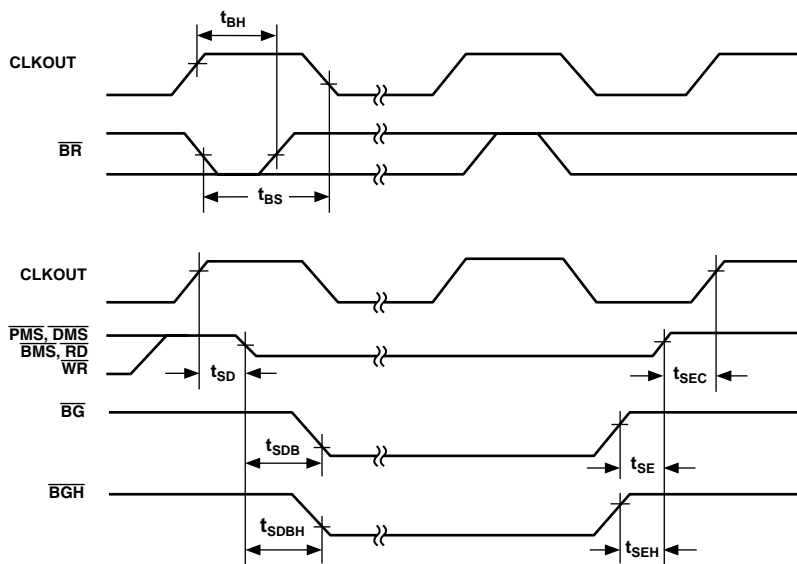 tBH
CLKOUT
BR
tBS
CLKOUT
PMS, DMS
BMS, RD
WR
tSD
tSEC
BG
tSDB
tSE
BGH
tSDBH
tSEH